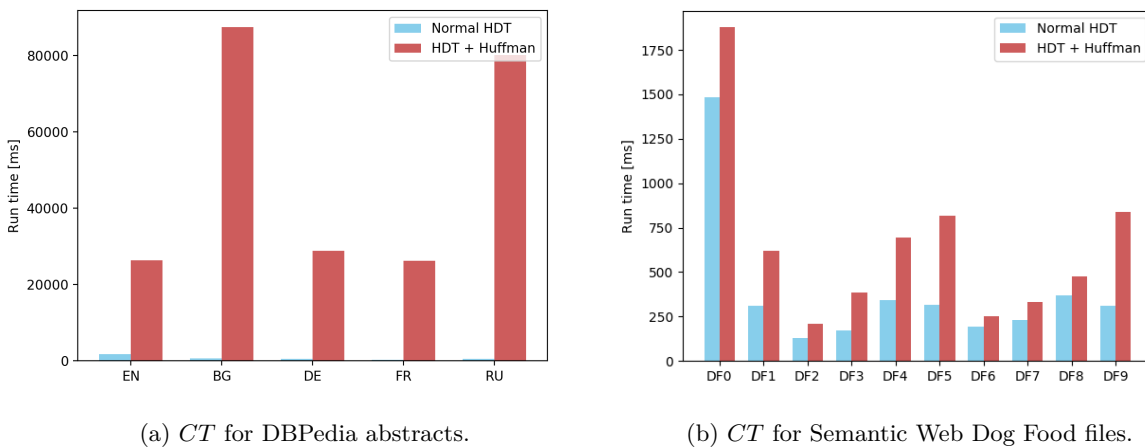 Normal HDT
HDT + Huffman
80000
60000
40000
20000
0
Run time [ms]
EN BG DE FR RU
(a) CT for DBPedia abstracts.
Normal HDT
HDT + Huffman
1750
1500
1250
1000
750
500
250
0
Run time [ms]
DF0 DF1 DF2 DF3 DF4 DF5 DF6 DF7 DF8 DF9
(b) CT for Semantic Web Dog Food files.